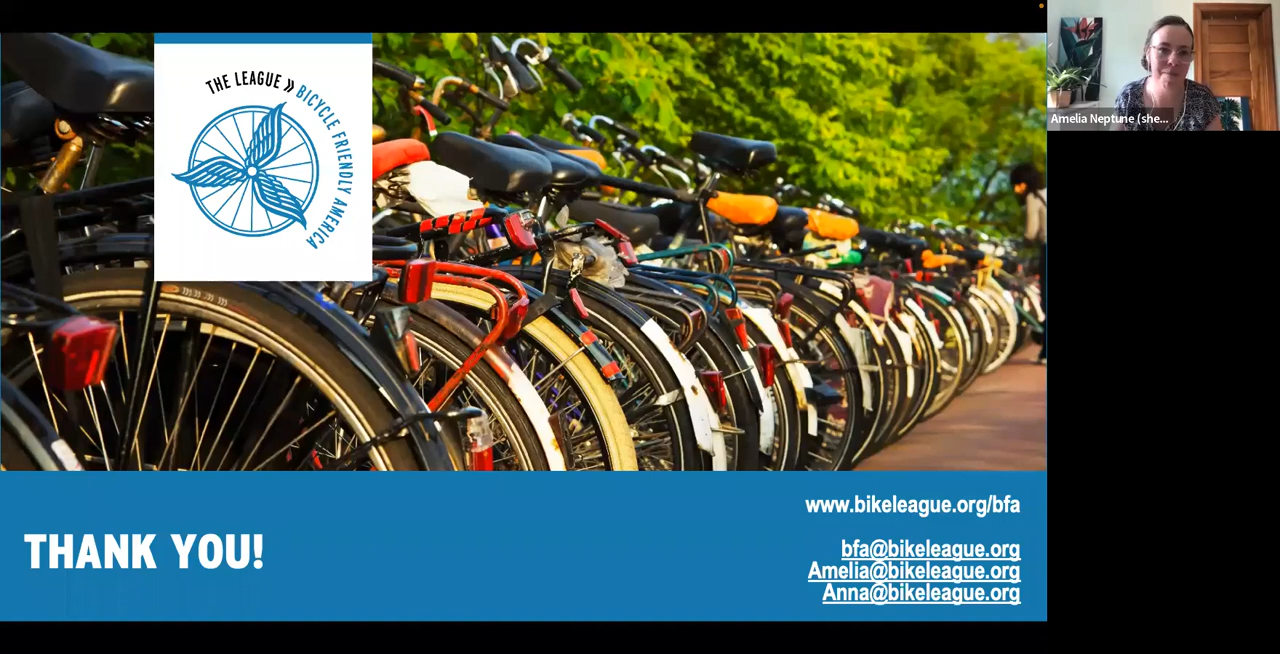 THE LEAGUE » BICYCLE FRIENDLY AMERICA
Amelia Neptune (she...
www.bikeleague.org/bfa
THANK YOU!
bfa@bikeleague.org
Amelia@bikeleague.org
Anna@bikeleague.org